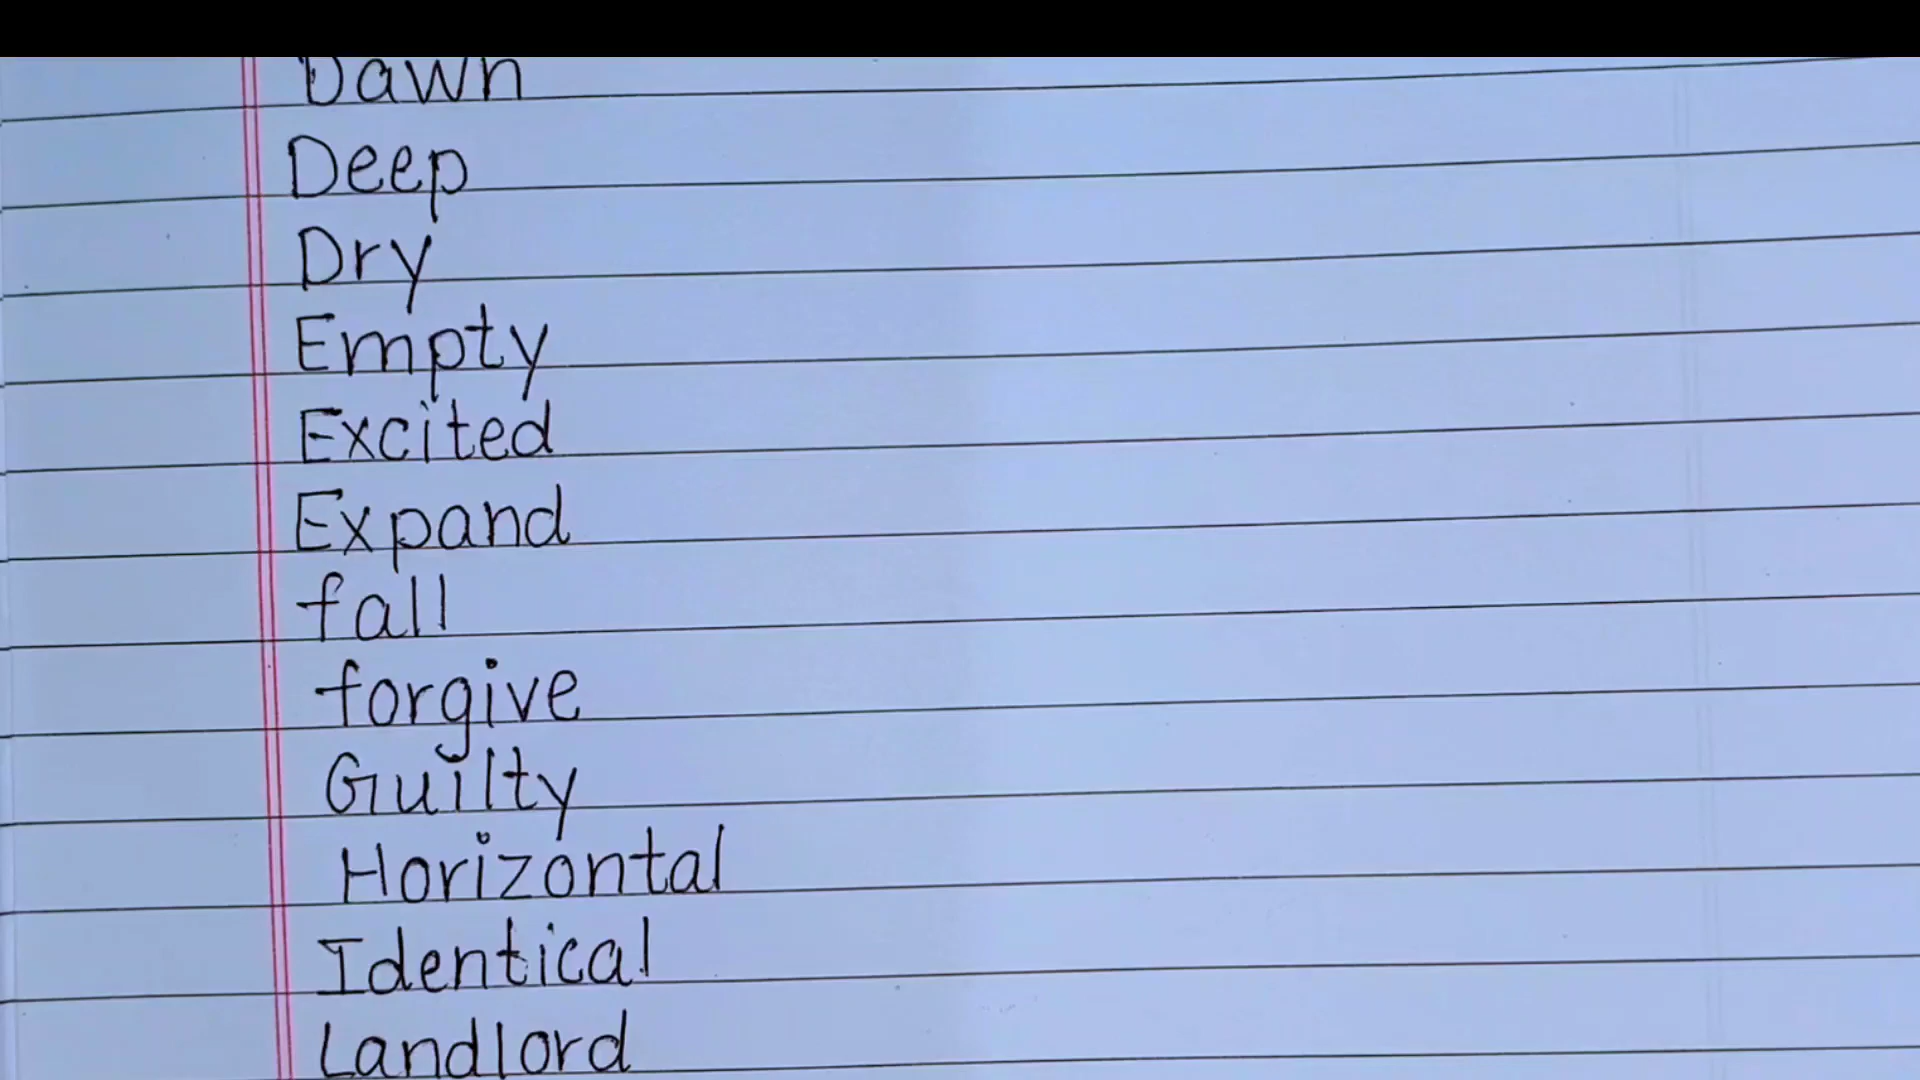 Dawn
Deep
Dry
Empty
Excited
Expand
fall
forgive
Guilty
Horizontal
Identical
Landlord